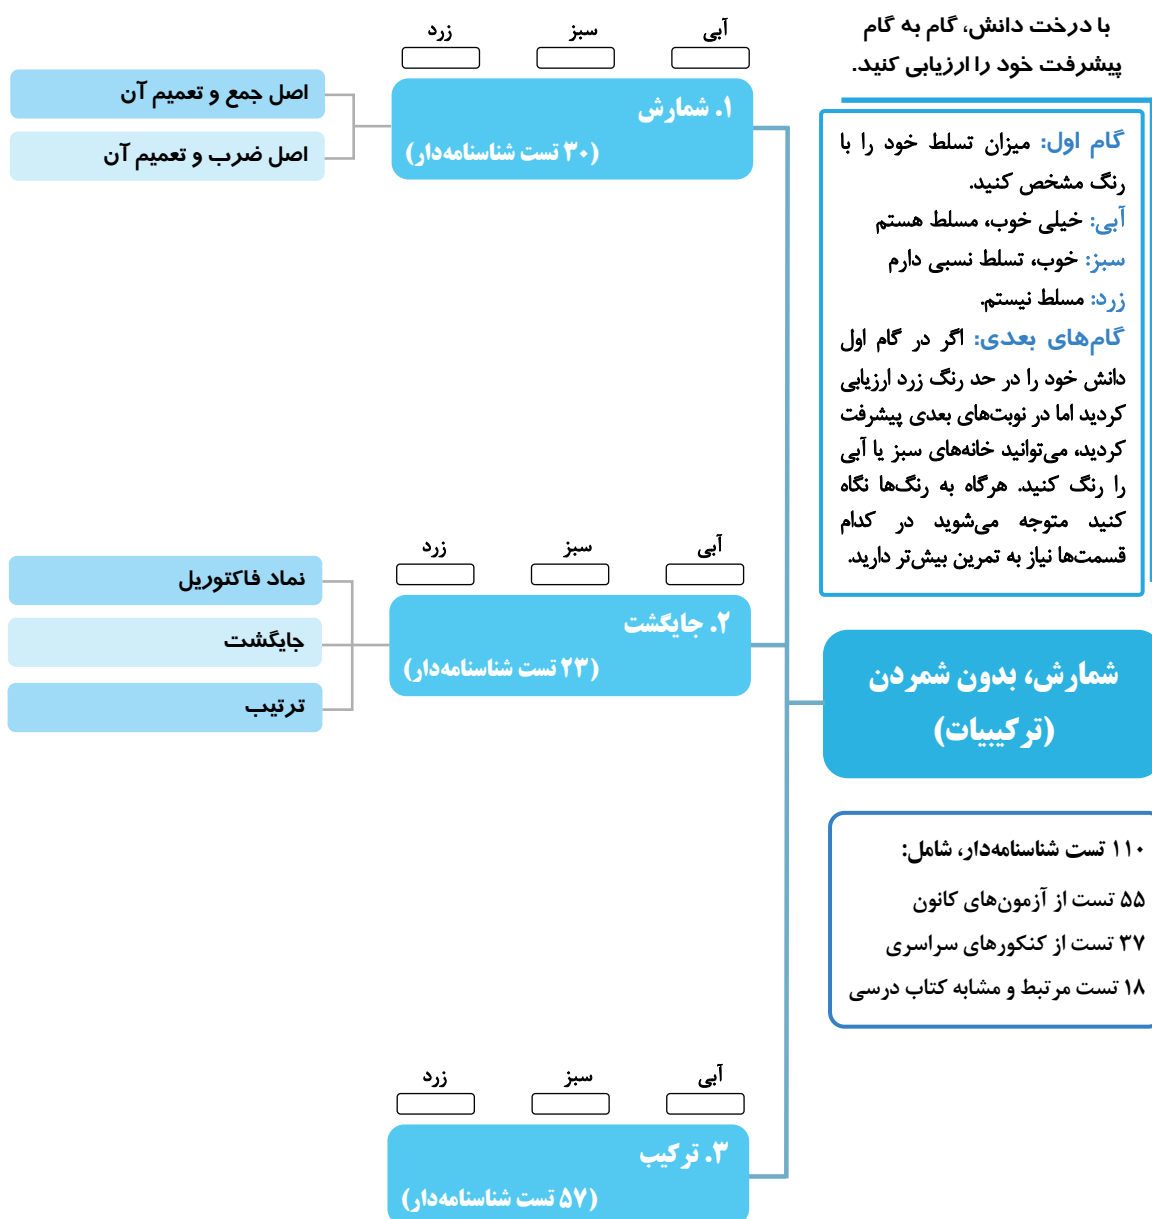 با درخت دانش، گام به گام
پیشرفت خود را ارزیابی کنید.
گام اول: میزان تسلط خود را با
رنگ مشخص کنید.
آبی: خیلی خوب، مسلط هستم
سبز: خوب، تسلط نسبی دارم
زرد: مسلط نیستم.
گام‌های بعدی: اگر در گام اول
دانش خود را در حد رنگ زرد ارزیابی
کردید اما در نوبت‌های بعدی پیشرفت
کردید، می‌توانید خانه‌های سبز یا آبی
را رنگ کنید. هرگاه به رنگ‌ها نگاه
کنید متوجه می‌شوید در کدام
قسمت‌ها نیاز به تمرین بیش‌تر دارید.
شمارش، بدون شمردن
(ترکیبیات)
۱۱۰ تست شناسنامه‌دار، شامل:
۵۵ تست از آزمون‌های کانون
۳۷ تست از کنکورهای سراسری
۱۸ تست مرتبط و مشابه کتاب درسی
آبی سبز زرد
۱. شمارش
(۳۰ تست شناسنامه‌دار)
اصل جمع و تعمیم آن
اصل ضرب و تعمیم آن
آبی سبز زرد
۲. جایگشت
(۲۳ تست شناسنامه‌دار)
نماد فاکتوریل
جایگشت
ترتیب
آبی سبز زرد
۳. ترکیب
(۵۷ تست شناسنامه‌دار)